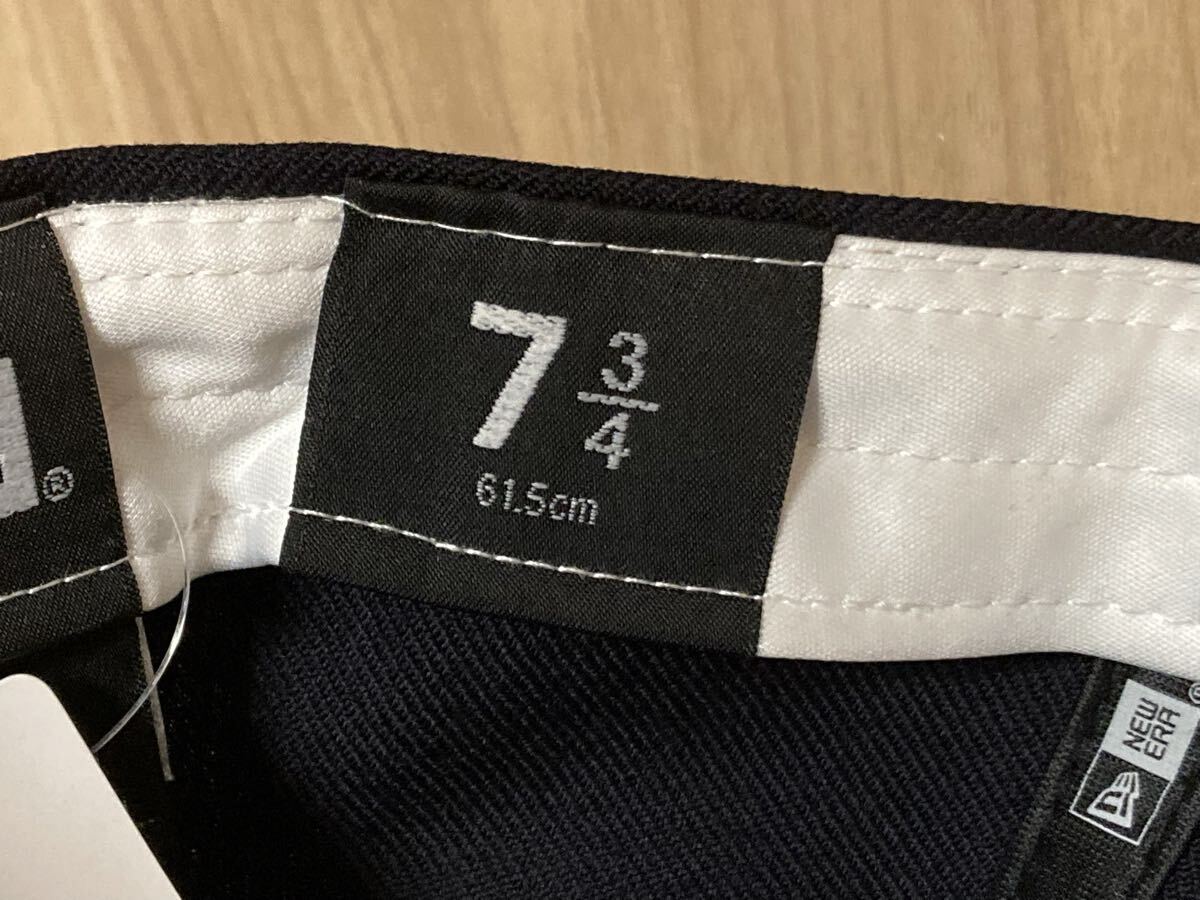 7 3/4
61.5cm
®
NEW
ERA